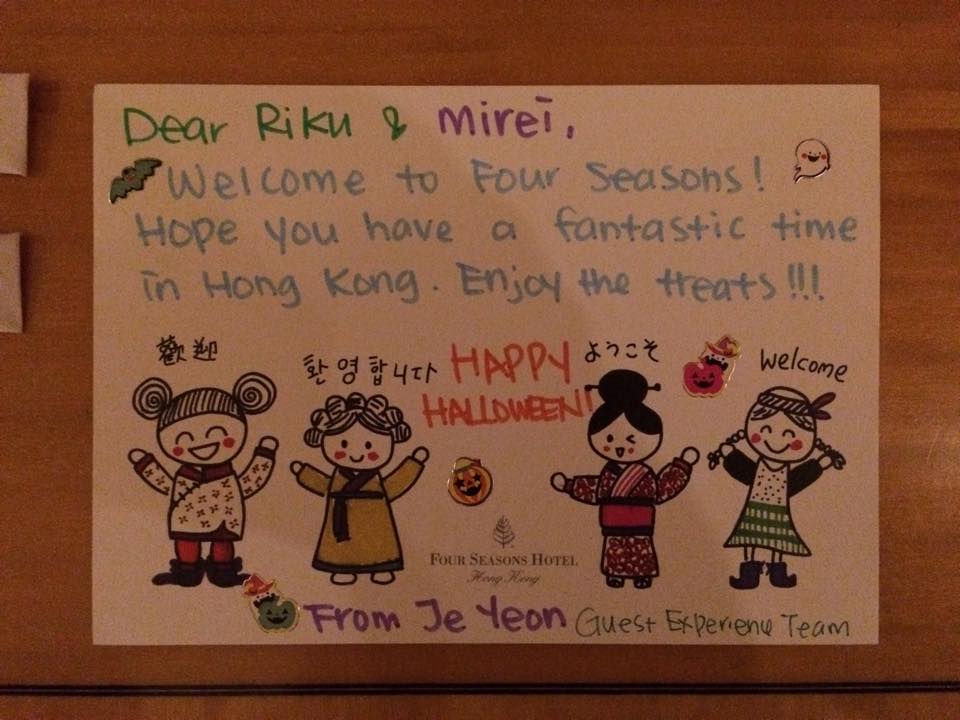 Dear Riku & Mirei,
Welcome to Four Seasons!
Hope you have a fantastic time
in Hong Kong. Enjoy the treats!!!
歡迎
환영합니다
HAPPY
HALLOWEEN!
ようこそ
Welcome
FOUR SEASONS HOTEL
Hong Kong
From Je Yeon Guest Experience Team